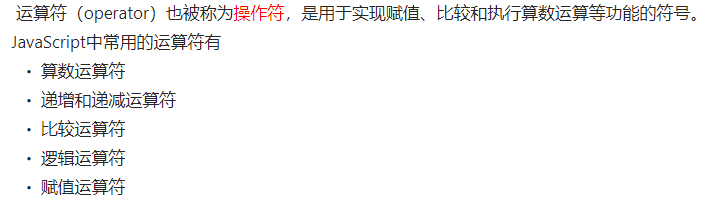 运算符（operator）也被称为操作符，是用于实现赋值、比较和执行算数运算等功能的符号。
JavaScript中常用的运算符有
• 算数运算符
• 递增和递减运算符
• 比较运算符
• 逻辑运算符
• 赋值运算符